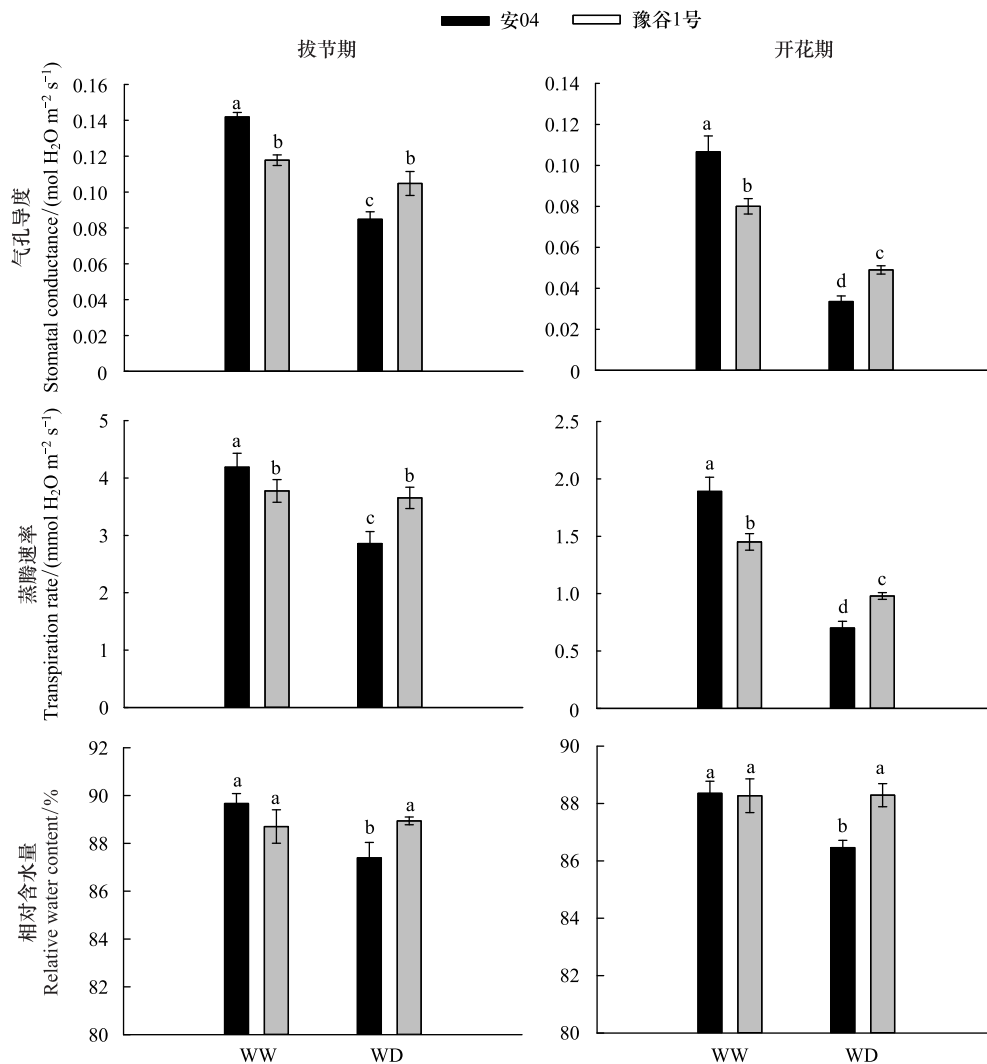 安04 豫谷1号
拔节期 开花期
气孔导度
Stomatal conductance/(mol H₂O m⁻² s⁻¹)
0.16
0.14
0.12
0.10
0.08
0.06
0.04
0.02
0
a
b
c
b
0.14
0.12
0.10
0.08
0.06
0.04
0.02
0
a
b
d
c
蒸腾速率
Transpiration rate/(mmol H₂O m⁻² s⁻¹)
5
4
3
2
1
0
a
b
c
b
2.5
2.0
1.5
1.0
0.5
0
a
b
d
c
相对含水量
Relative water content/%
92
90
88
86
84
82
80
a
a
b
a
90
88
86
84
82
80
a
a
b
a
WW WD WW WD